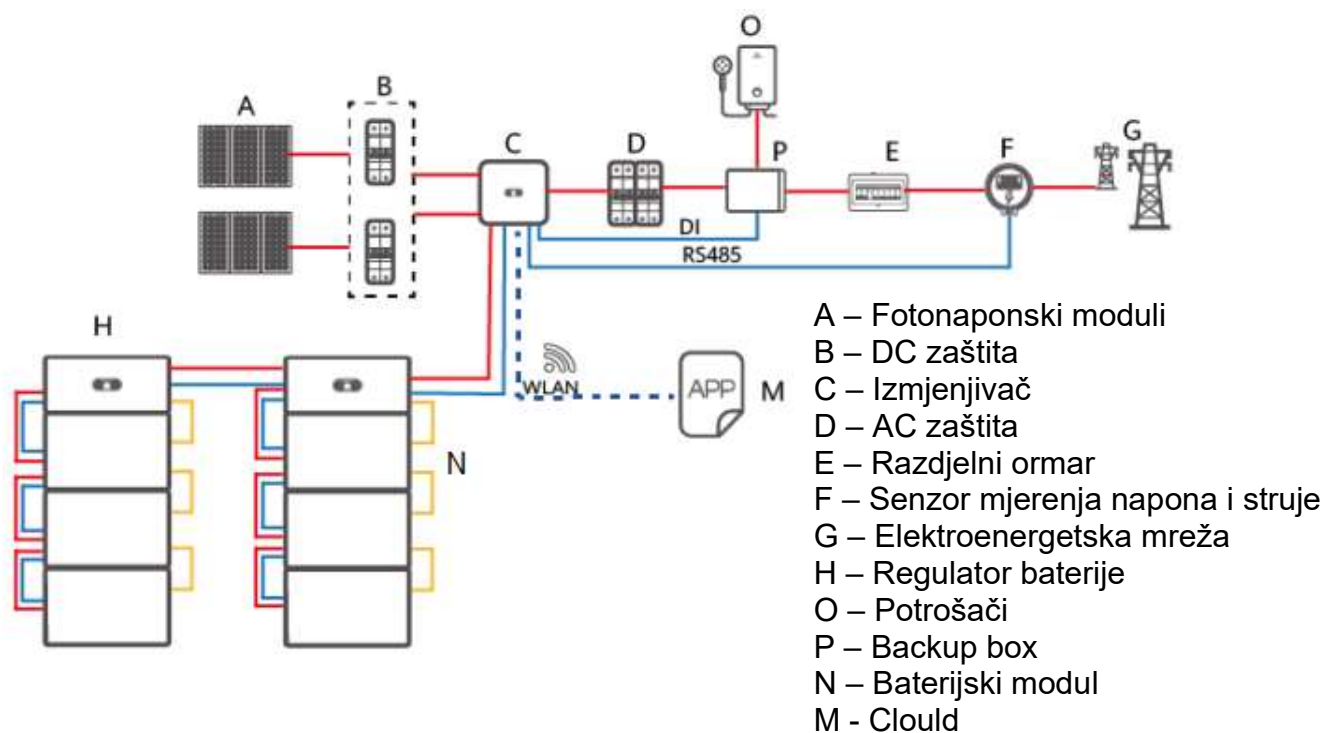 O
A
B
C
D
P
E
F
G
DI
RS485
H
WLAN
APP
M
N
A – Fotonaponski moduli
B – DC zaštita
C – Izmjenjivač
D – AC zaštita
E – Razdjelni ormar
F – Senzor mjerenja napona i struje
G – Elektroenergetska mreža
H – Regulator baterije
O – Potrošači
P – Backup box
N – Baterijski modul
M - Clould